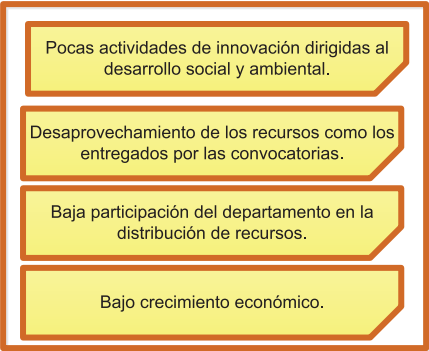 Pocas actividades de innovación dirigidas al
desarrollo social y ambiental.
Desaprovechamiento de los recursos como los
entregados por las convocatorias.
Baja participación del departamento en la
distribución de recursos.
Bajo crecimiento económico.